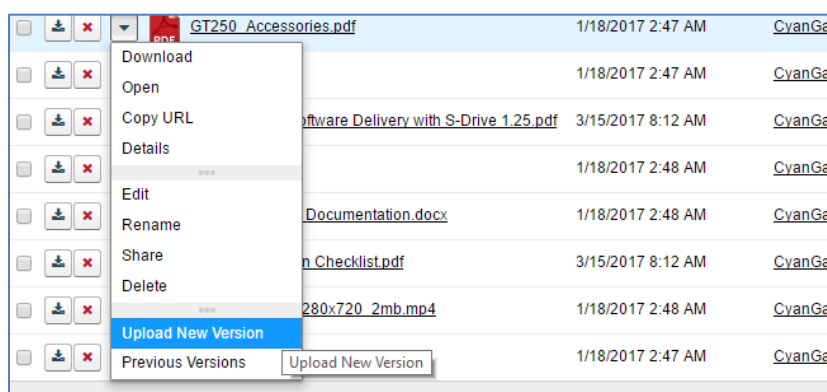 PDF GT250_Accessories.pdf 1/18/2017 2:47 AM CyanGa
Download
1/18/2017 2:47 AM CyanGa
Open
Copy URL
oftware Delivery with S-Drive 1.25.pdf 3/15/2017 8:12 AM CyanGa
Details
1/18/2017 2:48 AM CyanGa
Edit
Documentation.docx 1/18/2017 2:48 AM CyanGa
Rename
Share
n Checklist.pdf 3/15/2017 8:12 AM CyanGa
Delete
280x720_2mb.mp4 1/18/2017 2:48 AM CyanGa
Upload New Version
Previous Versions
Upload New Version
1/18/2017 2:47 AM CyanGa